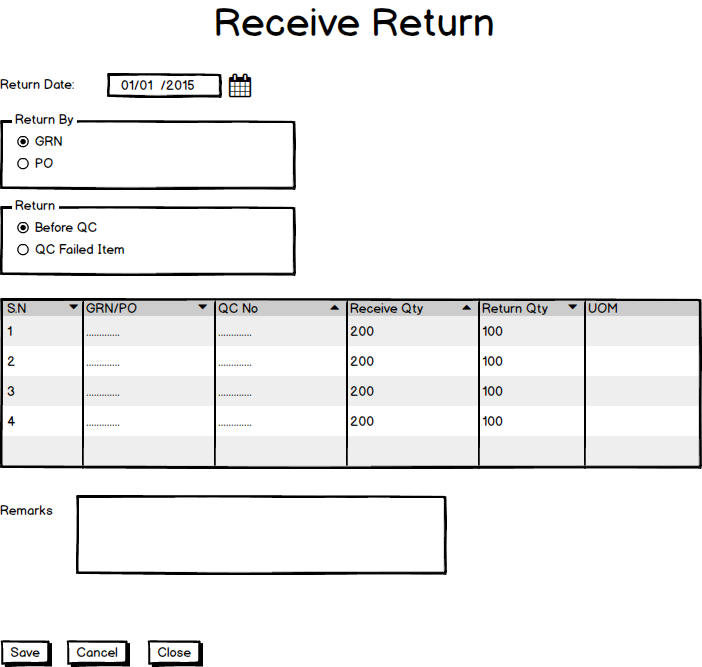 Receive Return
Return Date: 01/01 /2015
Return By
GRN
PO
Return
Before QC
QC Failed Item
S.N GRN/PO QC No Receive Qty Return Qty UOM
1 ............. ............. 200 100
2 ............. ............. 200 100
3 ............. ............. 200 100
4 ............. ............. 200 100
Remarks
Save Cancel Close